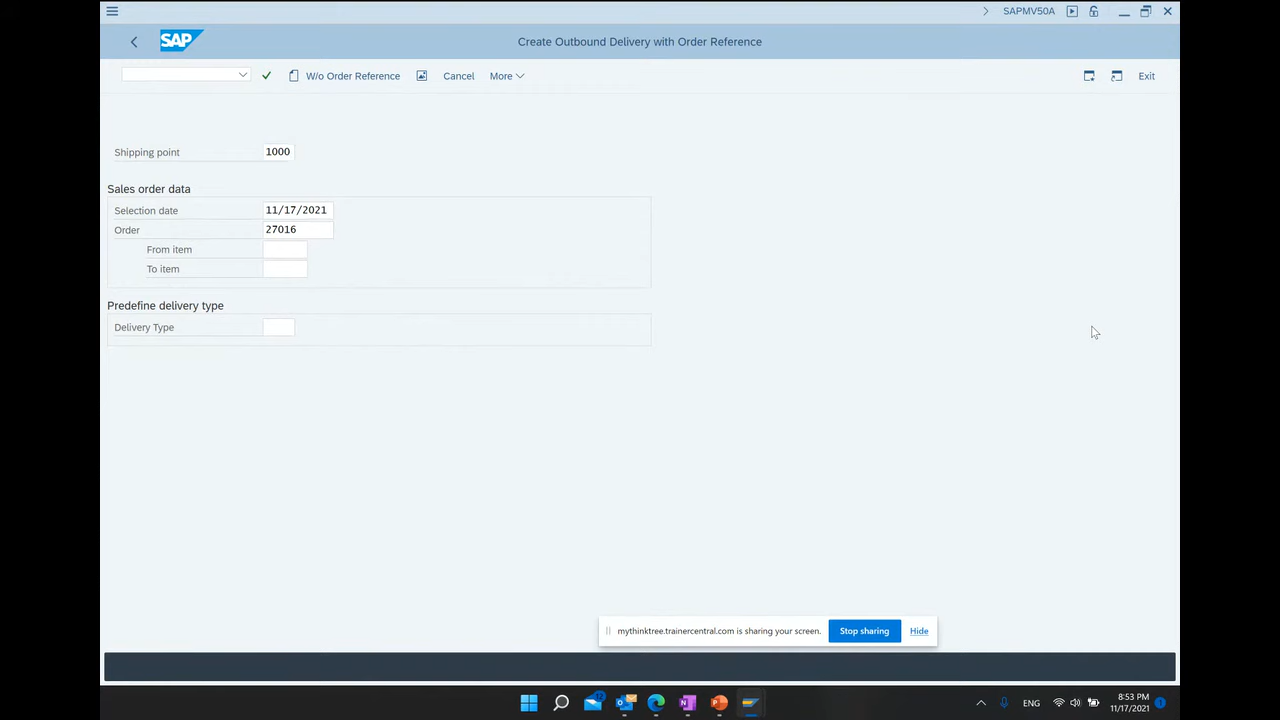 SAPMV50A
SAP
Create Outbound Delivery with Order Reference
W/o Order Reference
Cancel
More
Exit
Shipping point 1000
Sales order data
Selection date 11/17/2021
Order 27016
From item
To item
Predefine delivery type
Delivery Type
mythinktree.trainercentral.com is sharing your screen. Stop sharing Hide
ENG
8:53 PM
11/17/2021
1